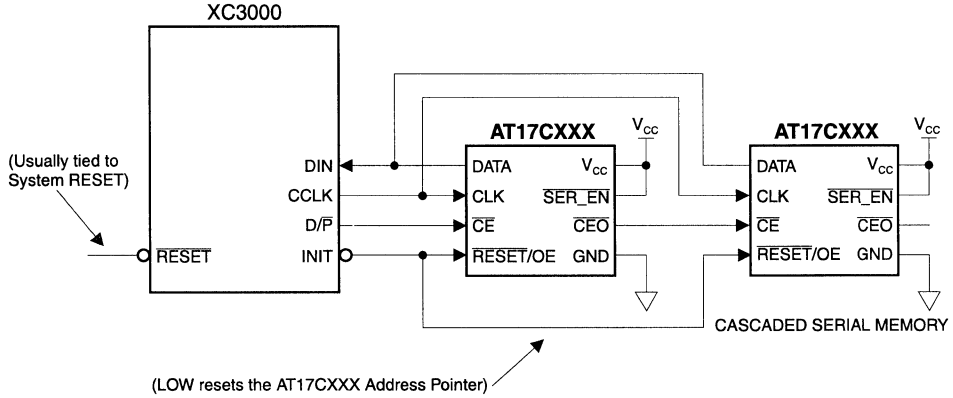 XC3000
(Usually tied to
System RESET)
RESET
DIN
CCLK
D/P
INIT
AT17CXXX
VCC
DATA
VCC
CLK
SER_EN
CE
CEO
RESET/OE
GND
AT17CXXX
VCC
DATA
VCC
CLK
SER_EN
CE
CEO
RESET/OE
GND
CASCADED SERIAL MEMORY
(LOW resets the AT17CXXX Address Pointer)